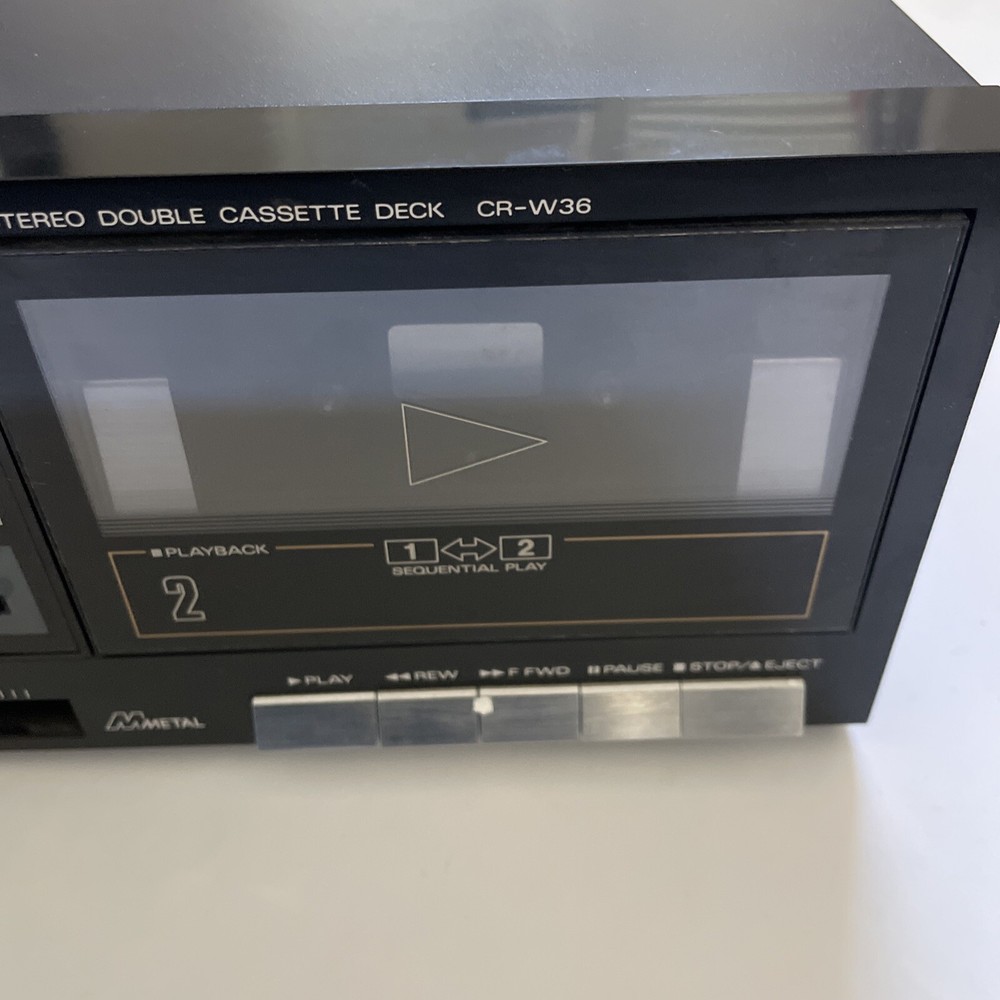 TEREO DOUBLE CASSETTE DECK CR-W36
PLAYBACK
1 2
SEQUENTIAL PLAY
2
PLAY REW F FWD PAUSE STOP/EJECT
METAL